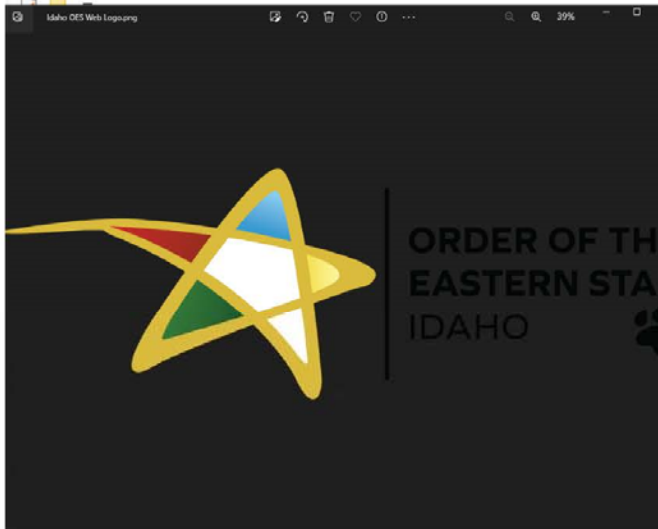 Idaho OES Web Logo.png
39%
ORDER OF TH
EASTERN STA
IDAHO